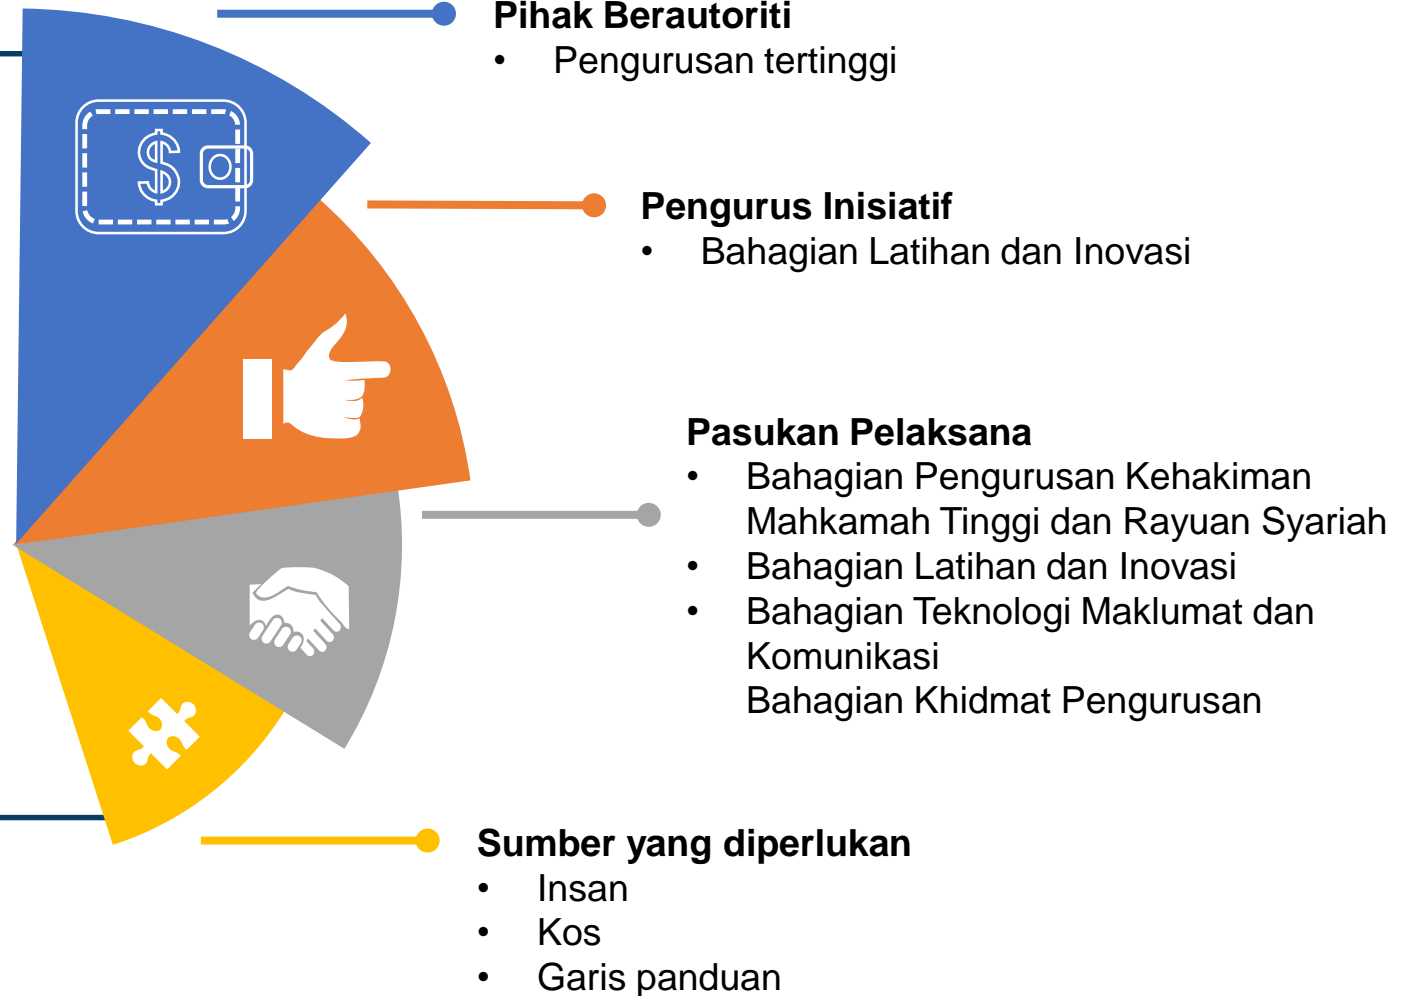 Pihak Berautoriti
• Pengurusan tertinggi
$
Pengurus Inisiatif
• Bahagian Latihan dan Inovasi
Pasukan Pelaksana
• Bahagian Pengurusan Kehakiman
Mahkamah Tinggi dan Rayuan Syariah
• Bahagian Latihan dan Inovasi
• Bahagian Teknologi Maklumat dan
Komunikasi
Bahagian Khidmat Pengurusan
Sumber yang diperlukan
• Insan
• Kos
• Garis panduan